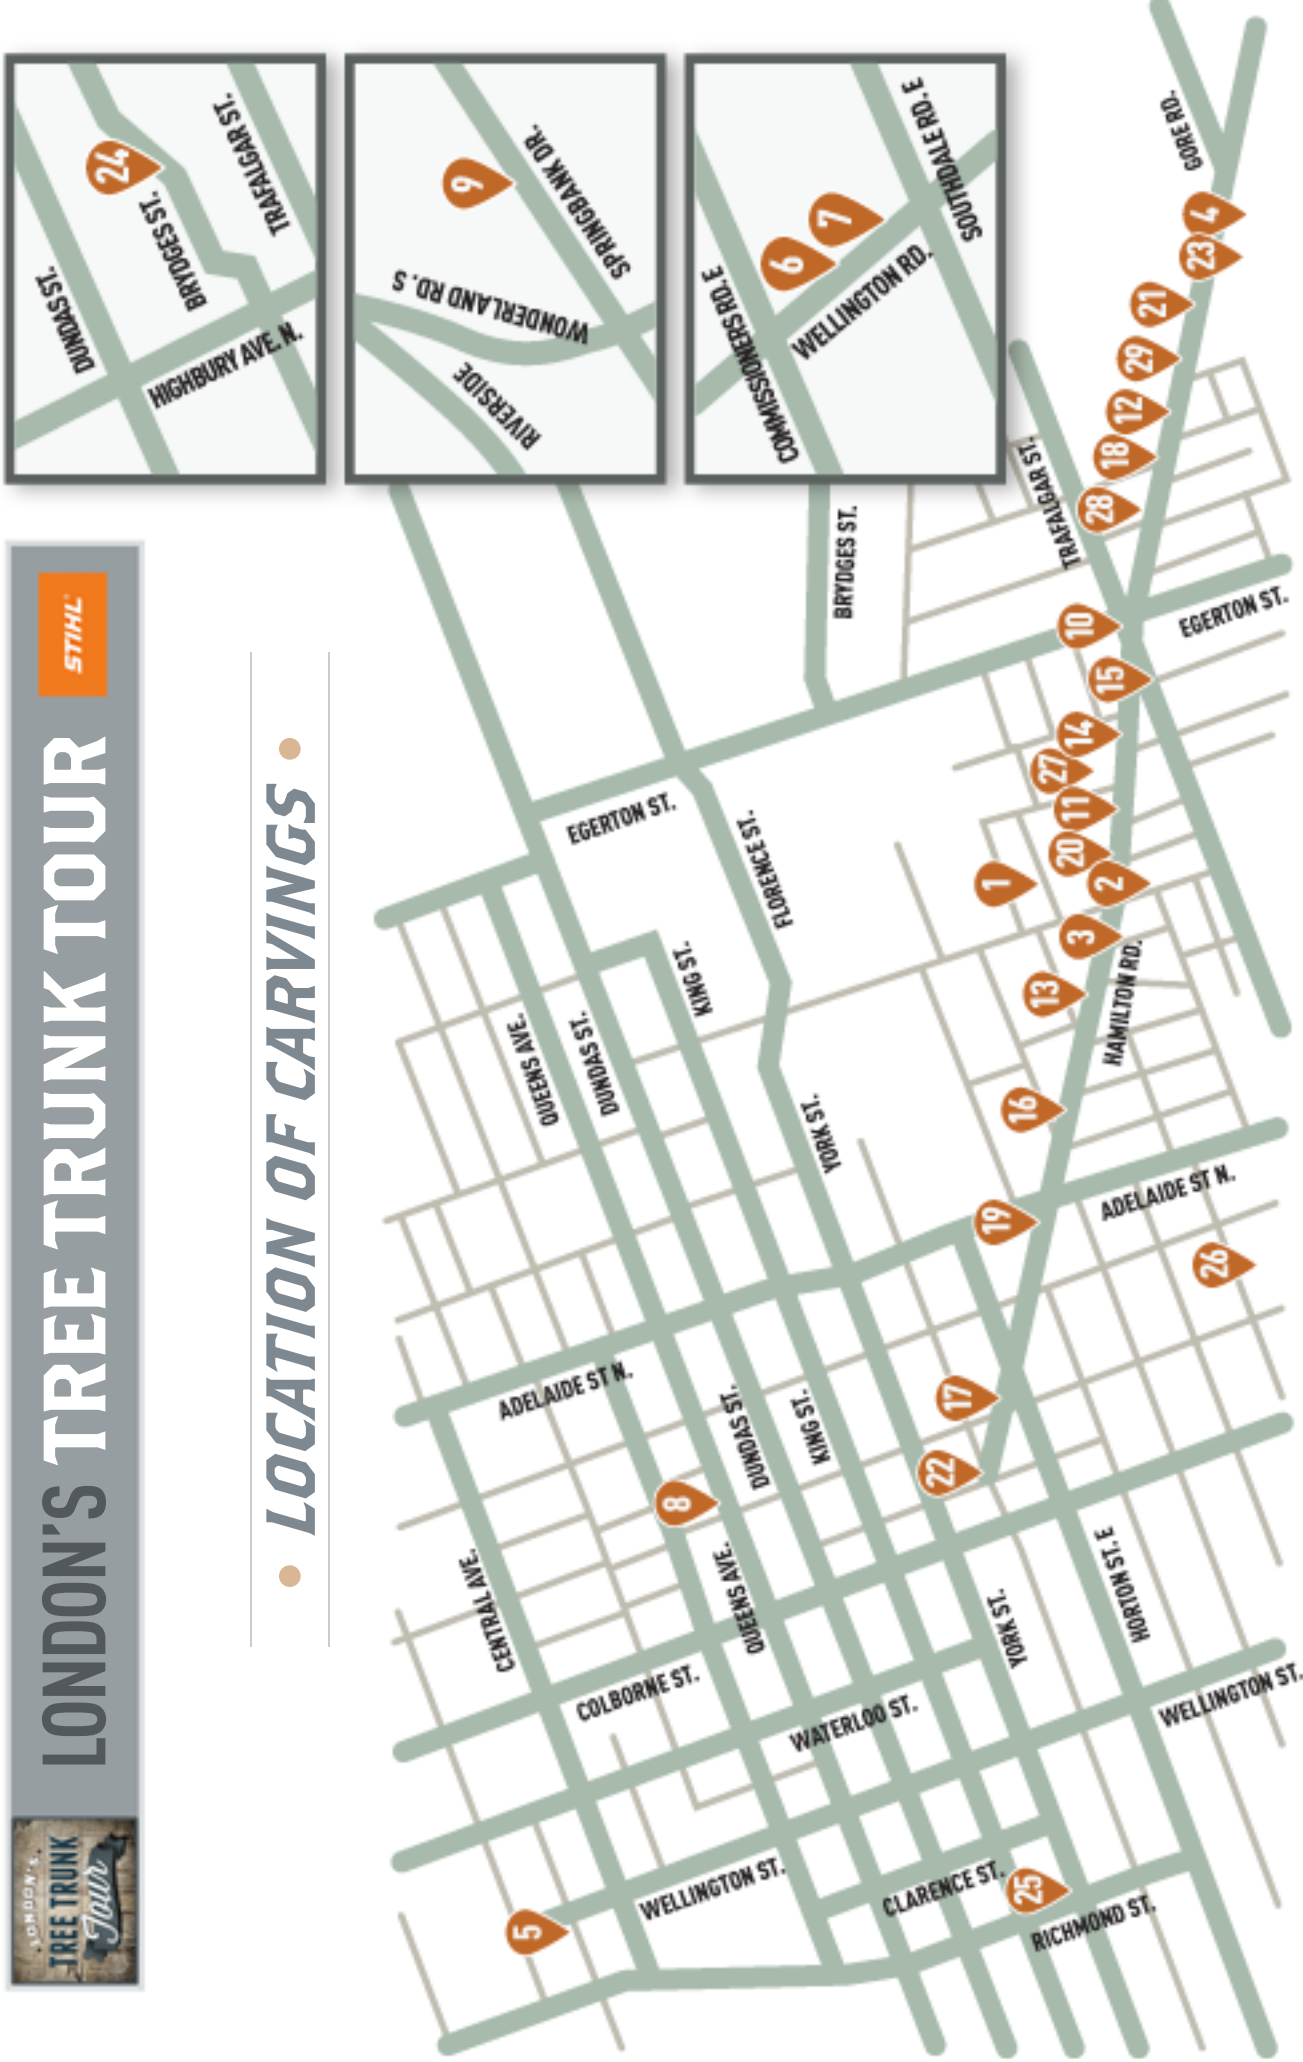 LONDON'S
TREE TRUNK
Tour
LONDON'S TREE TRUNK TOUR
STIHL
• LOCATION OF CARVINGS •
DUNDAS ST.
BRYDGES ST.
TRAFALGAR ST.
HIGHBURY AVE. N.
24
WONDERLAND RD. S
SPRINGBANK DR.
RIVERSIDE
9
COMMISSIONERS RD. E
WELLINGTON RD.
SOUTHDALE RD. E
6
7
5
CENTRAL AVE.
COLBORNE ST.
WELLINGTON ST.
ADELAIDE ST N.
8
QUEENS AVE.
WATERLOO ST.
CLARENCE ST.
25
RICHMOND ST.
DUNDAS ST.
KING ST.
YORK ST.
HORTON ST. E
WELLINGTON ST.
QUEENS AVE.
DUNDAS ST.
KING ST.
YORK ST.
EGERTON ST.
FLORENCE ST.
BRYDGES ST.
22
17
19
26
ADELAIDE ST N.
16
HAMILTON RD.
13
3
1
2
20
11
27
14
15
10
EGERTON ST.
TRAFALGAR ST.
28
18
12
29
21
23
4
GORE RD.